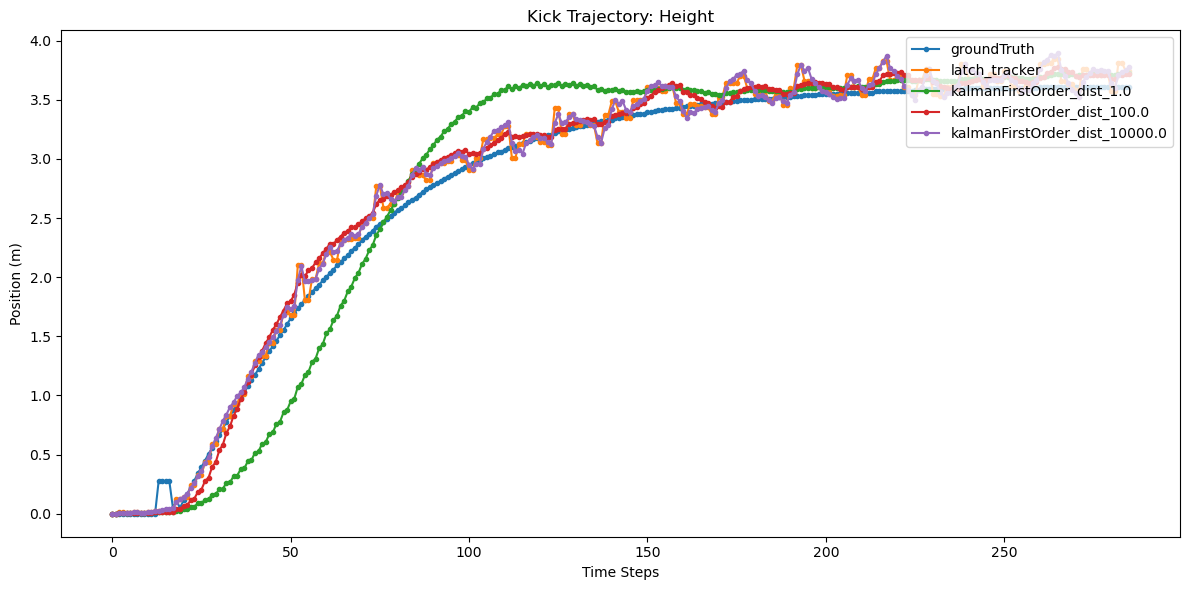 Kick Trajectory: Height
4.0
3.5
3.0
2.5
2.0
1.5
1.0
0.5
0.0
Position (m)
groundTruth
latch_tracker
kalmanFirstOrder_dist_1.0
kalmanFirstOrder_dist_100.0
kalmanFirstOrder_dist_10000.0
0
50
100
150
200
250
Time Steps